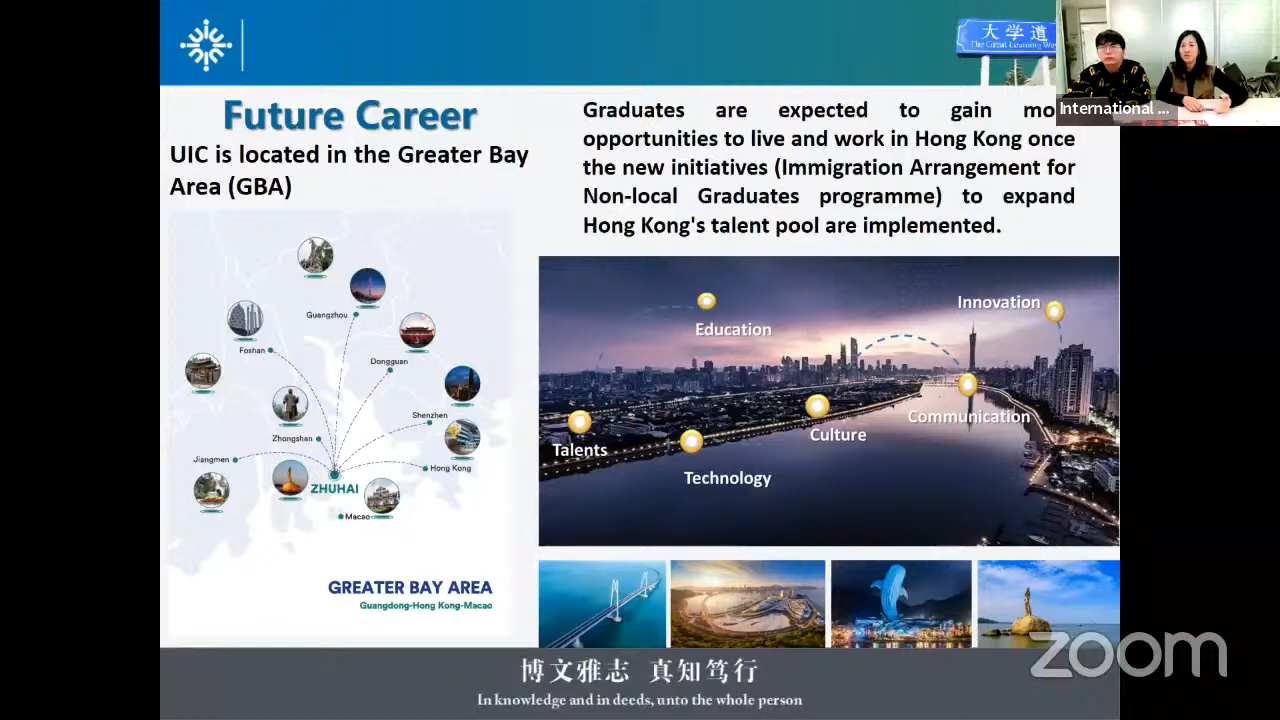 大学道
The Great Learning Way
International ...
Future Career
UIC is located in the Greater Bay
Area (GBA)
Graduates are expected to gain mo
opportunities to live and work in Hong Kong once
the new initiatives (Immigration Arrangement for
Non-local Graduates programme) to expand
Hong Kong's talent pool are implemented.
Guangzhou
Foshan
Dongguan
Shenzhen
Zhongshan
Jiangmen
Hong Kong
ZHUHAI
Macao
GREATER BAY AREA
Guangdong-Hong Kong-Macao
Education
Innovation
Communication
Culture
Talents
Technology
zoom
博文雅志 真知笃行
In knowledge and in deeds, unto the whole person